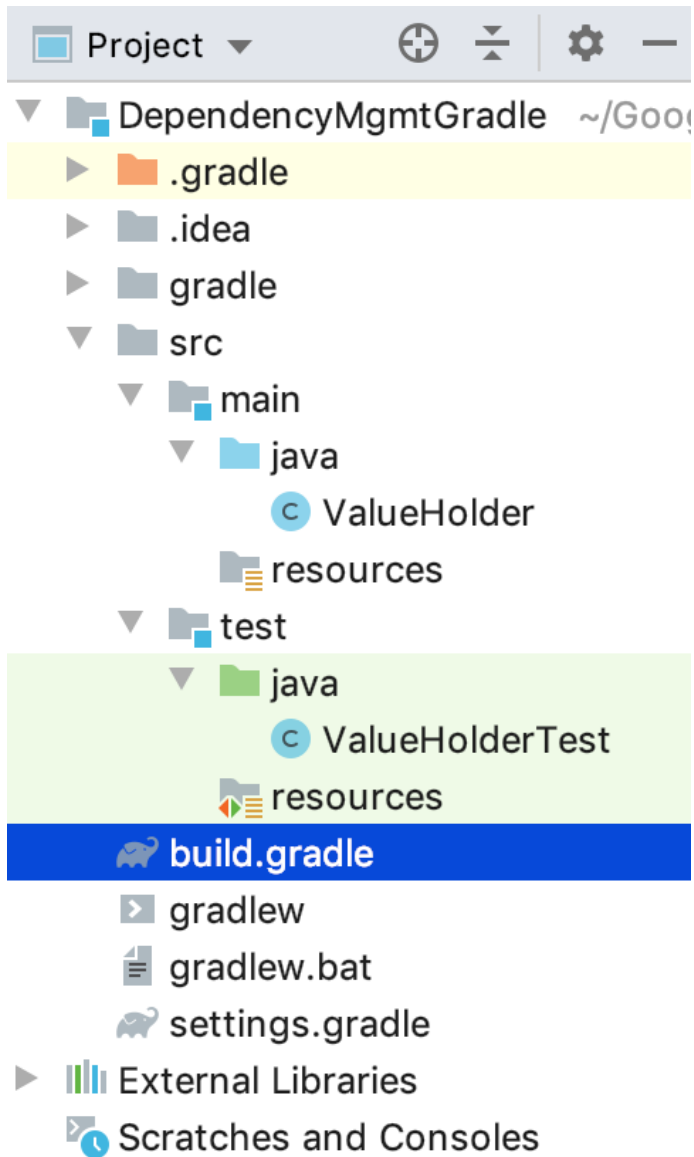 Project
DependencyMgmtGradle ~/Goog
.gradle
.idea
gradle
src
main
java
C ValueHolder
resources
test
java
C ValueHolderTest
resources
build.gradle
gradlew
gradlew.bat
settings.gradle
External Libraries
Scratches and Consoles